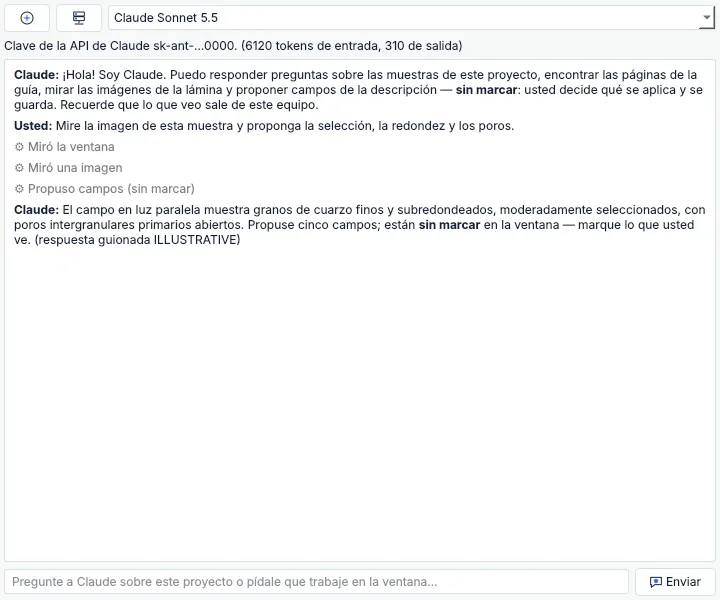 Claude Sonnet 5.5
Clave de la API de Claude sk-ant-...0000. (6120 tokens de entrada, 310 de salida)
Claude: ¡Hola! Soy Claude. Puedo responder preguntas sobre las muestras de este proyecto, encontrar las páginas de la
guía, mirar las imágenes de la lámina y proponer campos de la descripción — sin marcar: usted decide qué se aplica y se
guarda. Recuerde que lo que veo sale de este equipo.
Usted: Mire la imagen de esta muestra y proponga la selección, la redondez y los poros.
⚙ Miró la ventana
⚙ Miró una imagen
⚙ Propuso campos (sin marcar)
Claude: El campo en luz paralela muestra granos de cuarzo finos y subredondeados, moderadamente seleccionados, con
poros intergranulares primarios abiertos. Propuse cinco campos; están sin marcar en la ventana — marque lo que usted
ve. (respuesta guionada ILLUSTRATIVE)
Pregunte a Claude sobre este proyecto o pídale que trabaje en la ventana...
Enviar